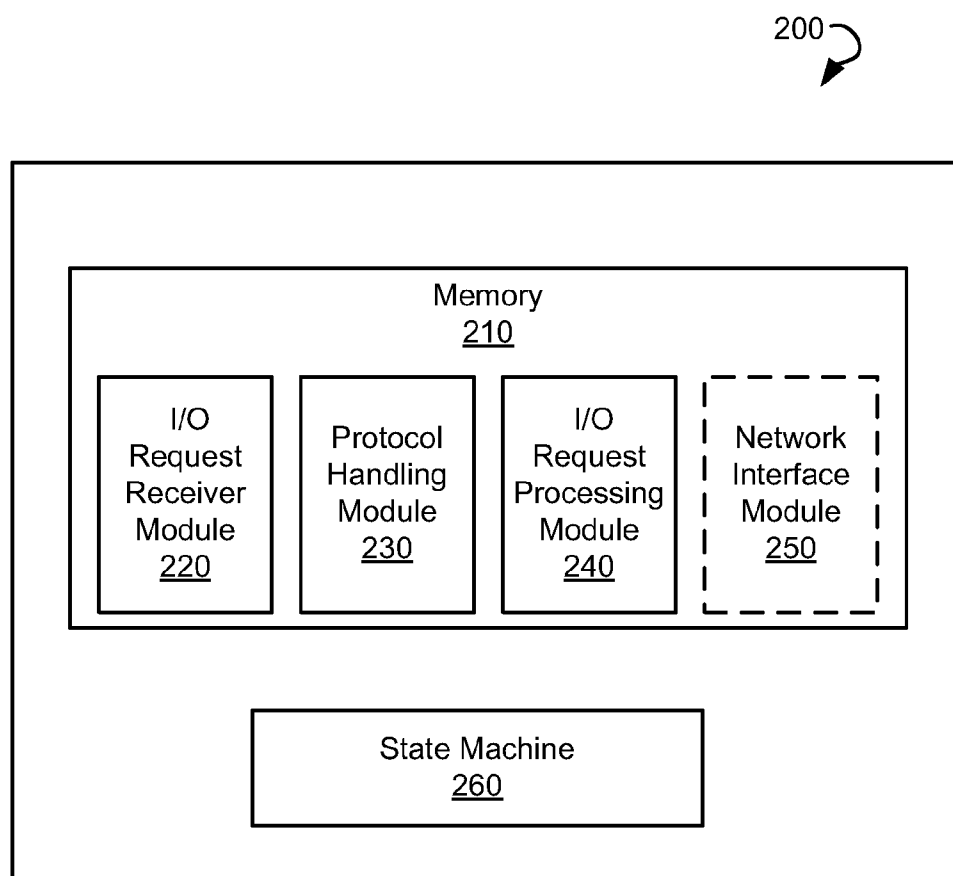 200
Memory
210
I/O
Request
Receiver
Module
220
Protocol
Handling
Module
230
I/O
Request
Processing
Module
240
Network
Interface
Module
250
State Machine
260